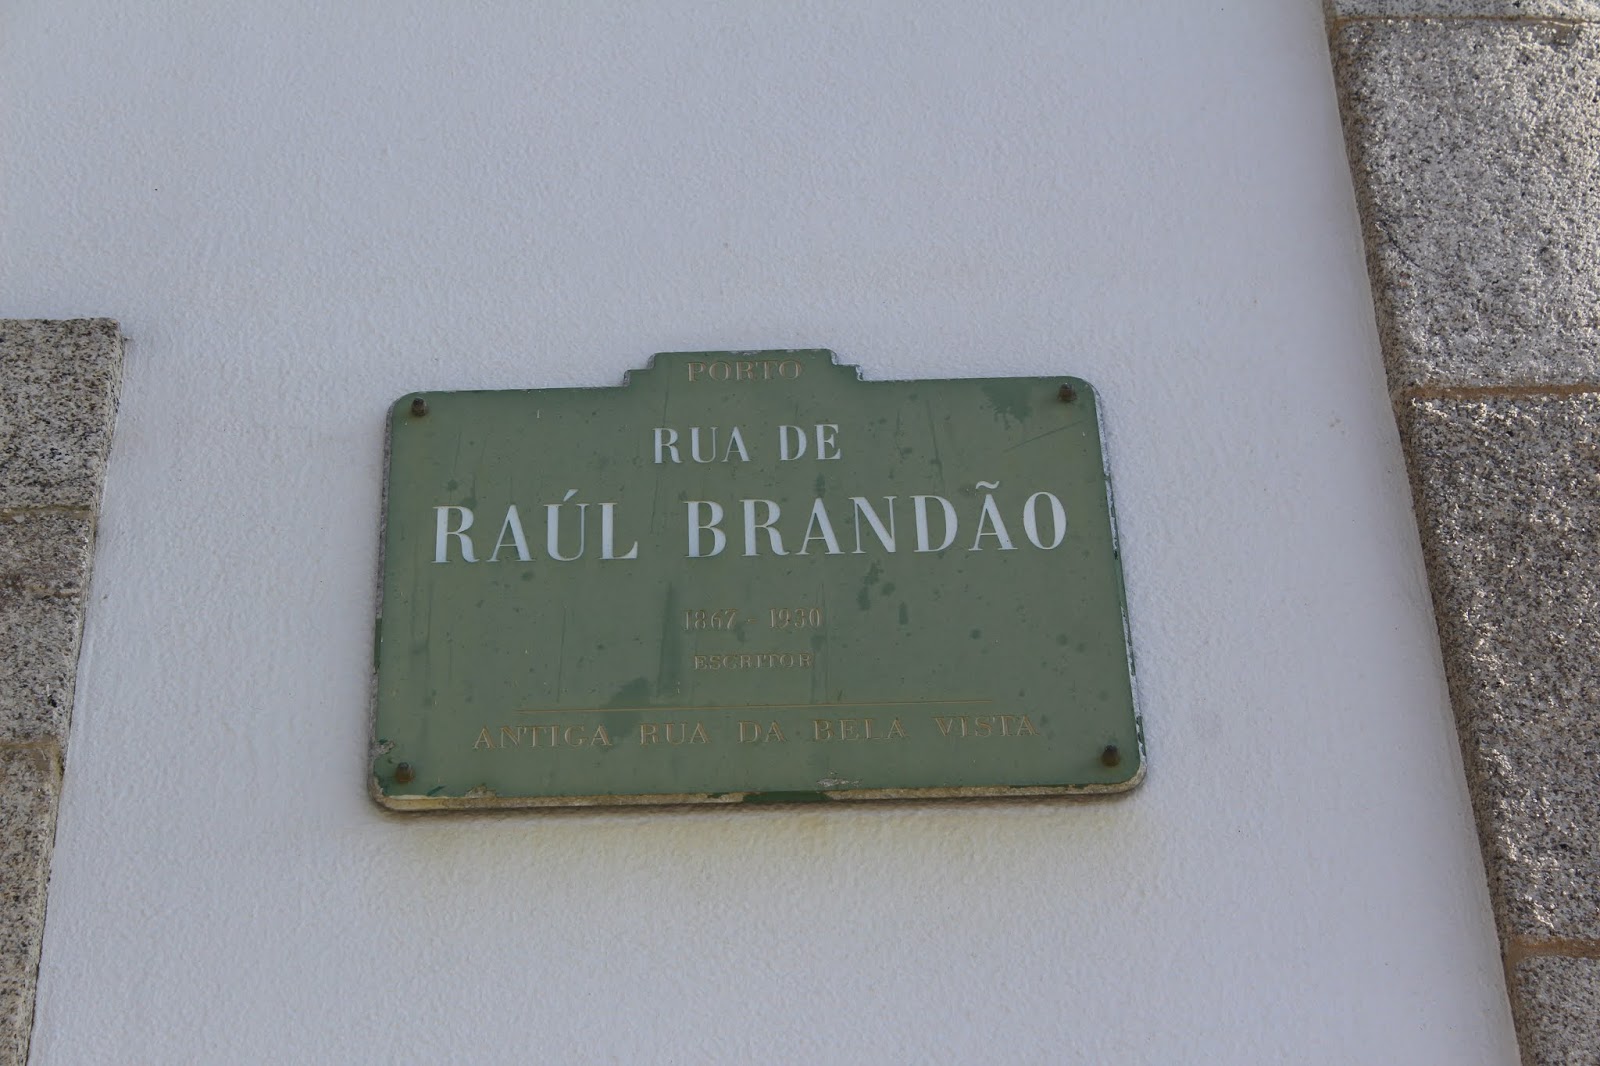 PORTO
RUA DE
RAÚL BRANDÃO
1867 - 1930
ESCRITOR
ANTIGA RUA DA BELA VISTA